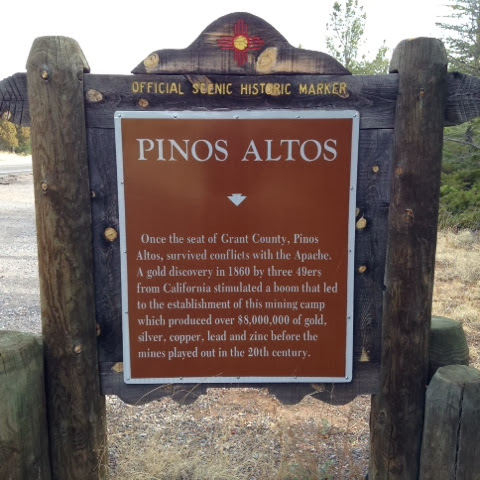 OFFICIAL SCENIC HISTORIC MARKER
PINOS ALTOS
Once the seat of Grant County, Pinos
Altos, survived conflicts with the Apache.
A gold discovery in 1860 by three 49ers
from California stimulated a boom that led
to the establishment of this mining camp
which produced over $8,000,000 of gold,
silver, copper, lead and zinc before the
mines played out in the 20th century.